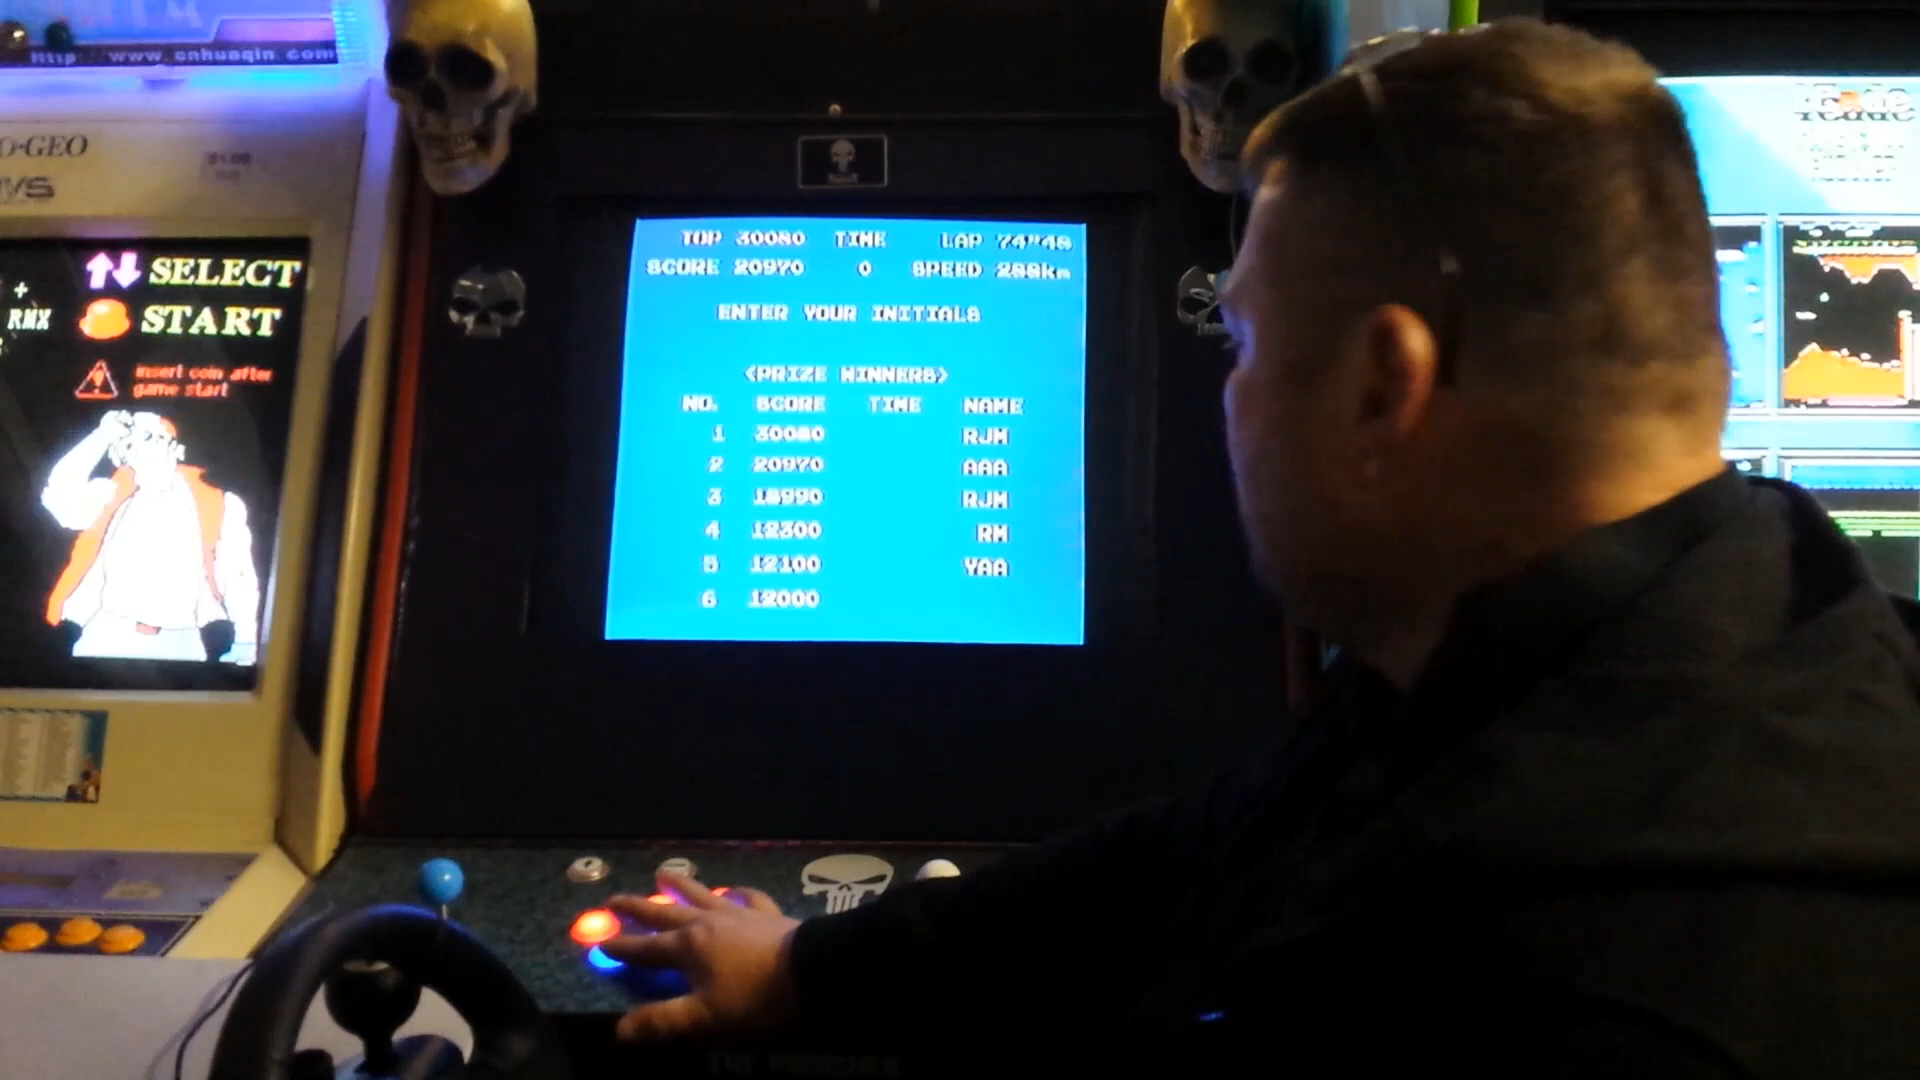 Http://www.cnhuaqin.com
O·GEO
MVS
SELECT
START
+
RMX
insert coin after
game start
TOP 30080 TIME LAP 74"48
SCORE 20970 0 SPEED 288km
ENTER YOUR INITIALS
<PRIZE WINNERS>
NO. SCORE TIME NAME
1 30080 RJM
2 20970 AAA
3 18990 RJM
4 12300 RM
5 12100 YAA
6 12000